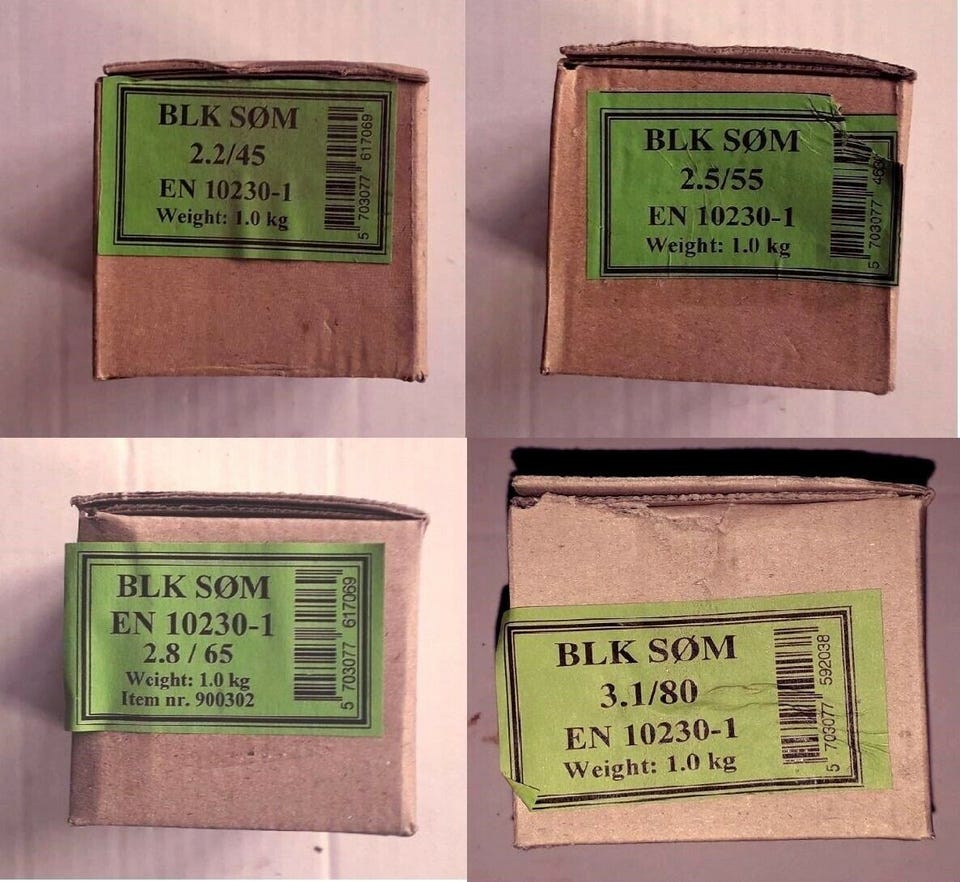 BLK SØM
2.2/45
EN 10230-1
Weight: 1.0 kg
5 703077 617069
BLK SØM
2.5/55
EN 10230-1
Weight: 1.0 kg
5 703077
BLK SØM
EN 10230-1
2.8 / 65
Weight: 1.0 kg
Item nr. 900302
5 703077 617069
BLK SØM
3.1/80
EN 10230-1
Weight: 1.0 kg
5 703077 592038